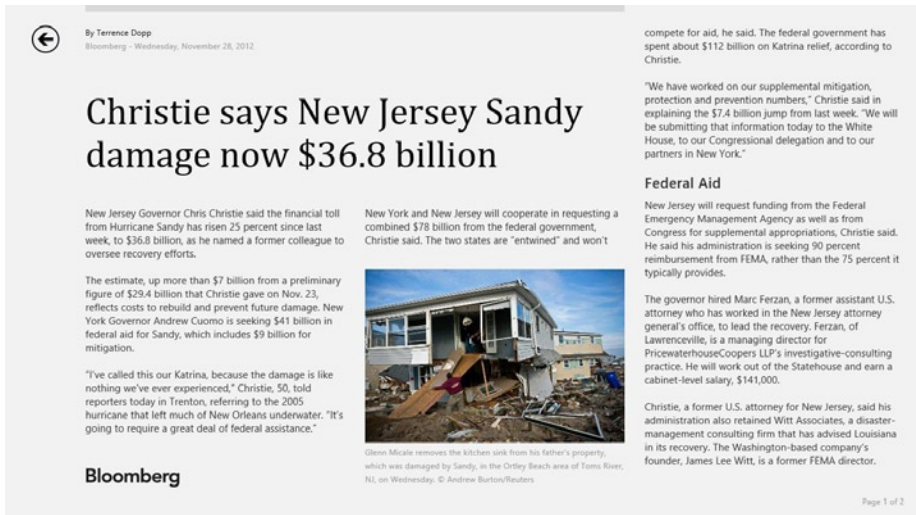 By Terrence Dopp
Bloomberg - Wednesday, November 28, 2012
Christie says New Jersey Sandy
damage now $36.8 billion
New Jersey Governor Chris Christie said the financial toll
from Hurricane Sandy has risen 25 percent since last
week, to $36.8 billion, as he named a former colleague to
oversee recovery efforts.
The estimate, up more than $7 billion from a preliminary
figure of $29.4 billion that Christie gave on Nov. 23,
reflects costs to rebuild and prevent future damage. New
York Governor Andrew Cuomo is seeking $41 billion in
federal aid for Sandy, which includes $9 billion for
mitigation.
"I've called this our Katrina, because the damage is like
nothing we've ever experienced," Christie, 50, told
reporters today in Trenton, referring to the 2005
hurricane that left much of New Orleans underwater. "It's
going to require a great deal of federal assistance."
Bloomberg
New York and New Jersey will cooperate in requesting a
combined $78 billion from the federal government,
Christie said. The two states are "entwined" and won't
Glenn Micale removes the kitchen sink from his father's property,
which was damaged by Sandy, in the Ortley Beach area of Toms River,
NJ, on Wednesday. © Andrew Burton/Reuters
compete for aid, he said. The federal government has
spent about $112 billion on Katrina relief, according to
Christie.
"We have worked on our supplemental mitigation,
protection and prevention numbers," Christie said in
explaining the $7.4 billion jump from last week. "We will
be submitting that information today to the White
House, to our Congressional delegation and to our
partners in New York."
Federal Aid
New Jersey will request funding from the Federal
Emergency Management Agency as well as from
Congress for supplemental appropriations, Christie said.
He said his administration is seeking 90 percent
reimbursement from FEMA, rather than the 75 percent it
typically provides.
The governor hired Marc Ferzan, a former assistant U.S.
attorney who has worked in the New Jersey attorney
general's office, to lead the recovery. Ferzan, of
Lawrenceville, is a managing director for
PricewaterhouseCoopers LLP's investigative-consulting
practice. He will work out of the Statehouse and earn a
cabinet-level salary, $141,000.
Christie, a former U.S. attorney for New Jersey, said his
administration also retained Witt Associates, a disaster-
management consulting firm that has advised Louisiana
in its recovery. The Washington-based company's
founder, James Lee Witt, is a former FEMA director.
Page 1 of 2